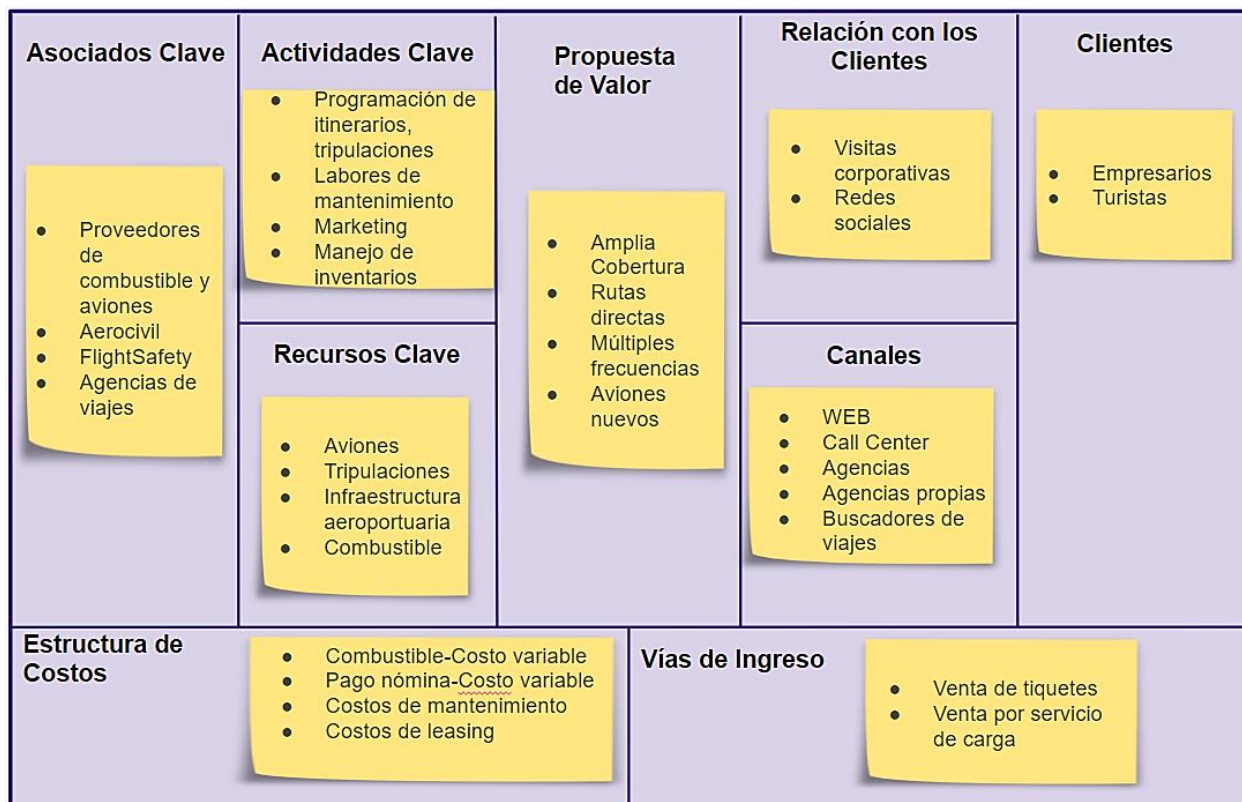 Asociados Clave
● Proveedores
de
combustible y
aviones
● Aerocivil
● FlightSafety
● Agencias de
viajes
Actividades Clave
● Programación de
itinerarios,
tripulaciones
● Labores de
mantenimiento
● Marketing
● Manejo de
inventarios
Recursos Clave
● Aviones
● Tripulaciones
● Infraestructura
aeroportuaria
● Combustible
Propuesta
de Valor
● Amplia
Cobertura
● Rutas
directas
● Múltiples
frecuencias
● Aviones
nuevos
Relación con los
Clientes
● Visitas
corporativas
● Redes
sociales
Canales
● WEB
● Call Center
● Agencias
● Agencias propias
● Buscadores de
viajes
Clientes
● Empresarios
● Turistas
Estructura de
Costos
● Combustible-Costo variable
● Pago nómina-Costo variable
● Costos de mantenimiento
● Costos de leasing
Vías de Ingreso
● Venta de tiquetes
● Venta por servicio
de carga